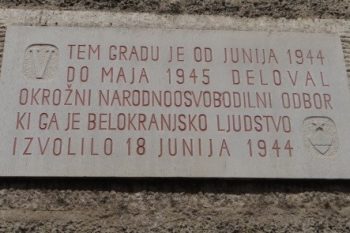 V TEM GRADU JE OD JUNIJA 1944
DO MAJA 1945 DELOVAL
OKROŽNI NARODNOOSVOBODILNI ODBOR
KI GA JE BELOKRANJSKO LJUDSTVO
IZVOLILO 18 JUNIJA 1944